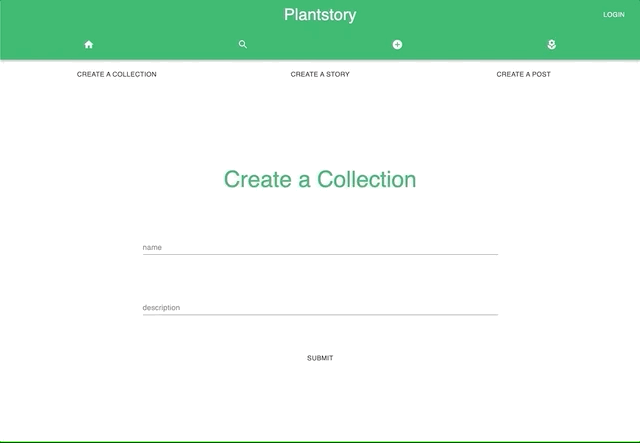 Plantstory
LOGIN
CREATE A COLLECTION CREATE A STORY CREATE A POST
Create a Collection
name
description
SUBMIT